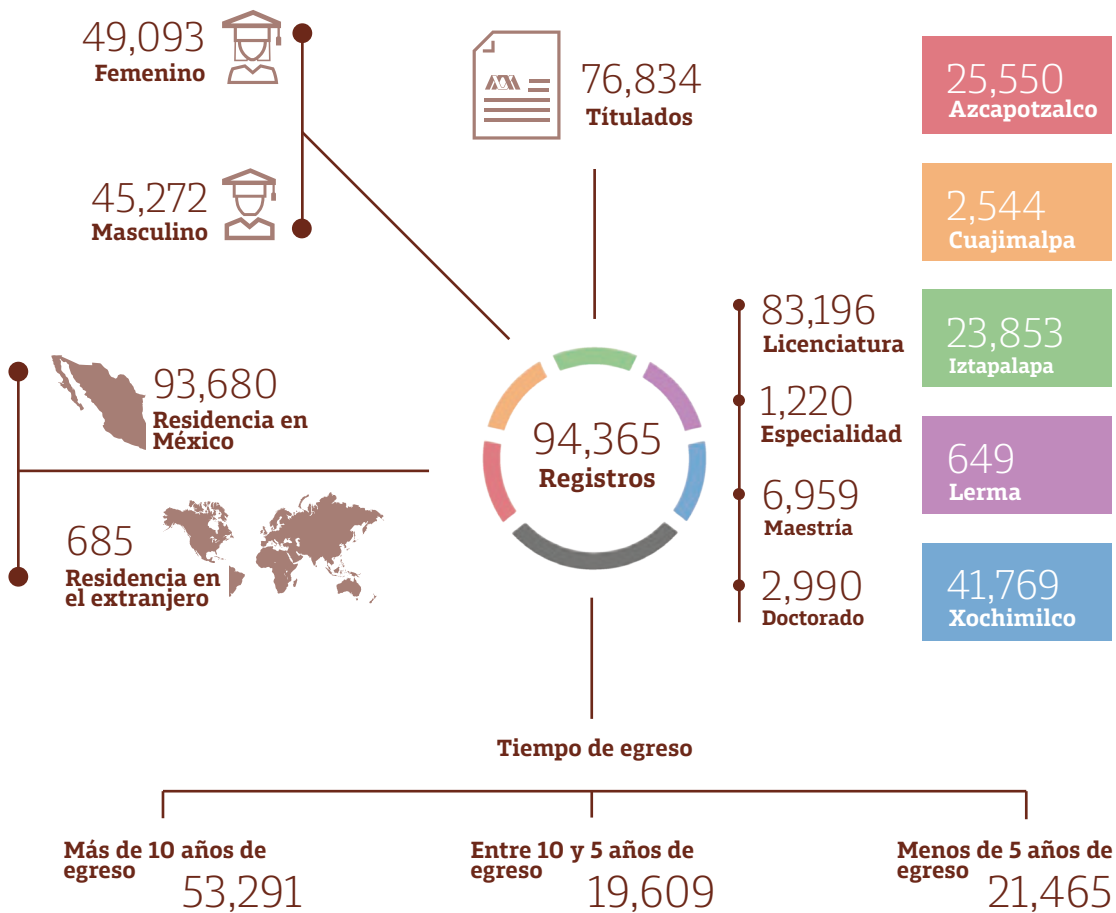 49,093
Femenino
45,272
Masculino
76,834
Títulados
25,550
Azcapotzalco
2,544
Cuajimalpa
23,853
Iztapalapa
649
Lerma
41,769
Xochimilco
93,680
Residencia en
México
685
Residencia en
el extranjero
94,365
Registros
83,196
Licenciatura
1,220
Especialidad
6,959
Maestría
2,990
Doctorado
Tiempo de egreso
Más de 10 años de
egreso
53,291
Entre 10 y 5 años de
egreso
19,609
Menos de 5 años de
egreso
21,465